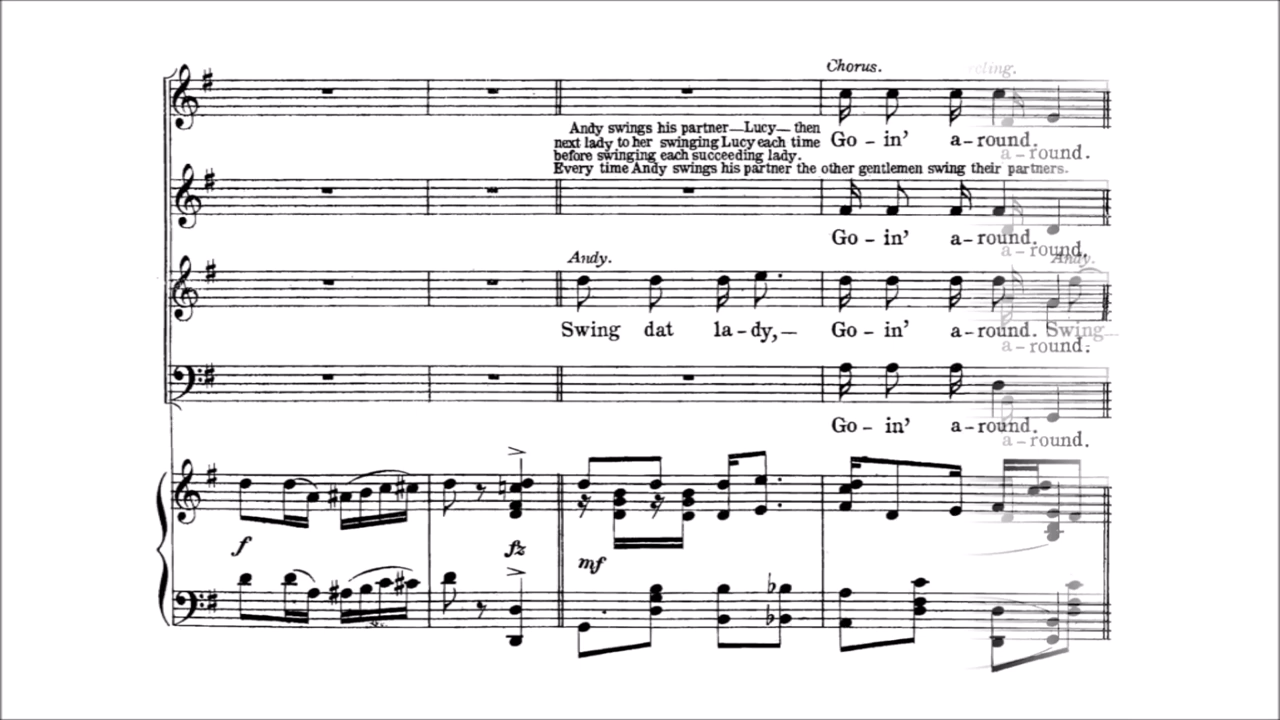 Chorus.
Andy swings his partner—Lucy—then
next lady to her swinging Lucy each time
before swinging each succeeding lady.
Every time Andy swings his partner the other gentlemen swing their partners.
Go - in' a - round.
a - round.
Go - in' a - round.
a - round.
Andy. Andy.
Swing dat la - dy,— Go - in' a - round. Swing
a - round:
Go - in' a - round.
a - round.
f fz
mf